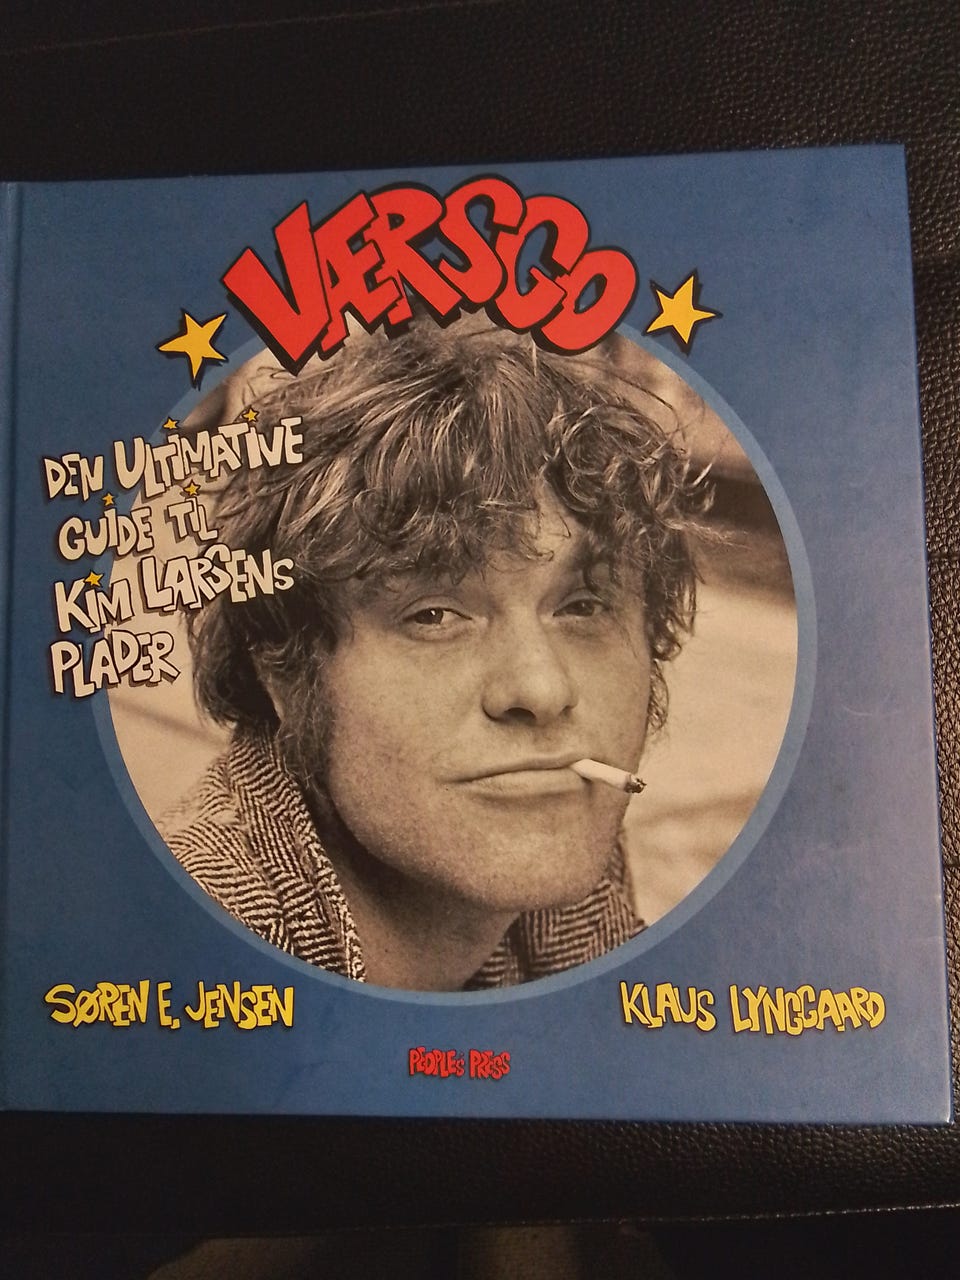 VÆRSGO
DEN ULTIMATIVE
GUIDE TIL
KIM LARSENS
PLADER
SØREN E. JENSEN
KLAUS LYNGGAARD
PEOPLE'S PRESS